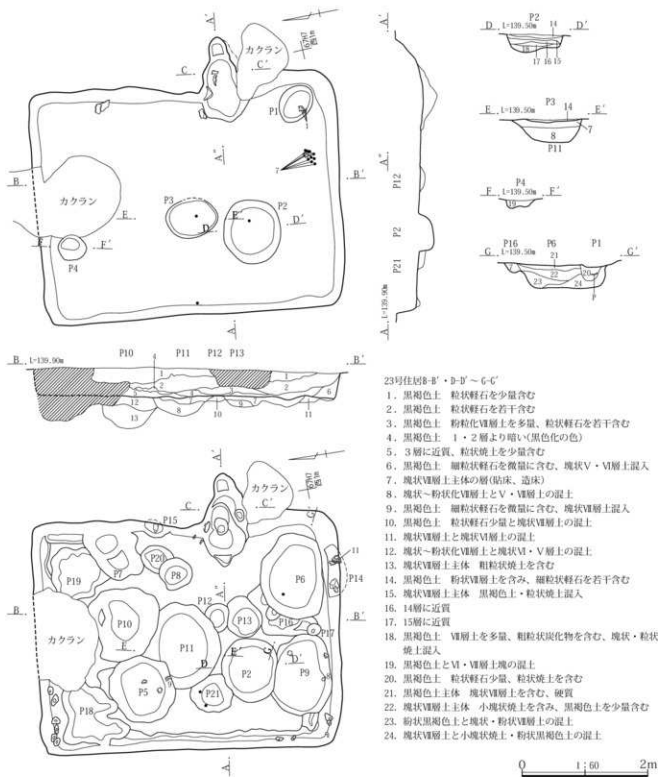 A′
カクラン
C
C′
P1
1
A″
7
B
B′
カクラン
E
P3
D
E′
P2
D′
F
F′
P4
A
A′
A″
P12
P2
P21
A
L=139.90m
P2
D L=139.50m 14 D′
18 17 16 15
P3
E L=139.50m 14 E′
7
8
P11
P4
F L=139.50m F′
19
P16 P6 P1
G L=139.50m 21 G′
22 20
23 24 P
P10 P11 P12 P13
B L=139.90m 4 B′
1 1
2 2 6
5 3
13 12 8 10 9 7 11
A′
カクラン
C
C′
P15
G′
11
P14
P19
P7
P20
P8
A″
P6
B
B′
カクラン
P10
P12
P13
P16
P17
E
P11
D
E′
G
D′
P5
P2
P9
P21
P18
A
23号住居B-B′・D-D′～G-G′
1. 黒褐色土 粒状軽石を少量含む
2. 黒褐色土 粒状軽石を若干含む
3. 黒褐色土 粉粒化Ⅶ層土を多量、粒状軽石を若干含む
4. 黒褐色土 1・2層より暗い(黒色化の色)
5. 3層に近質、粒状焼土を少量含む
6. 黒褐色土 細粒状軽石を微量に含む、塊状Ⅴ・Ⅵ層土混入
7. 塊状Ⅶ層土主体の層(貼床、造床)
8. 塊状～粉状化Ⅶ層土とⅤ・Ⅵ層土の混土
9. 黒褐色土 細粒状軽石を微量に含む、塊状Ⅶ層土混入
10. 黒褐色土 粒状軽石少量と塊状Ⅶ層土の混土
11. 塊状Ⅶ層土と塊状Ⅵ層土の混土
12. 塊状～粉状化Ⅶ層土と塊状Ⅵ・Ⅴ層土の混土
13. 塊状Ⅶ層土主体 粗粒状焼土を含む
14. 黒褐色土 粉状Ⅶ層土を含み、細粒状軽石を若干含む
15. 塊状Ⅶ層土主体 黒褐色土・粒状焼土混入
16. 14層に近質
17. 15層に近質
18. 黒褐色土 Ⅶ層土を多量、粗粒状炭化物を含む、塊状・粒状
焼土混入
19. 黒褐色土とⅥ・Ⅶ層土塊の混土
20. 黒褐色土 粒状軽石少量、粒状焼土を含む
21. 黒褐色土主体 塊状Ⅶ層土を含む、硬質
22. 塊状Ⅶ層土主体 小塊状焼土を含み、黒褐色土を少量含む
23. 粉状黒褐色土と塊状・粉状Ⅶ層土の混土
24. 塊状Ⅶ層土と小塊状焼土・粉状黒褐色土の混土
0 1:60 2m